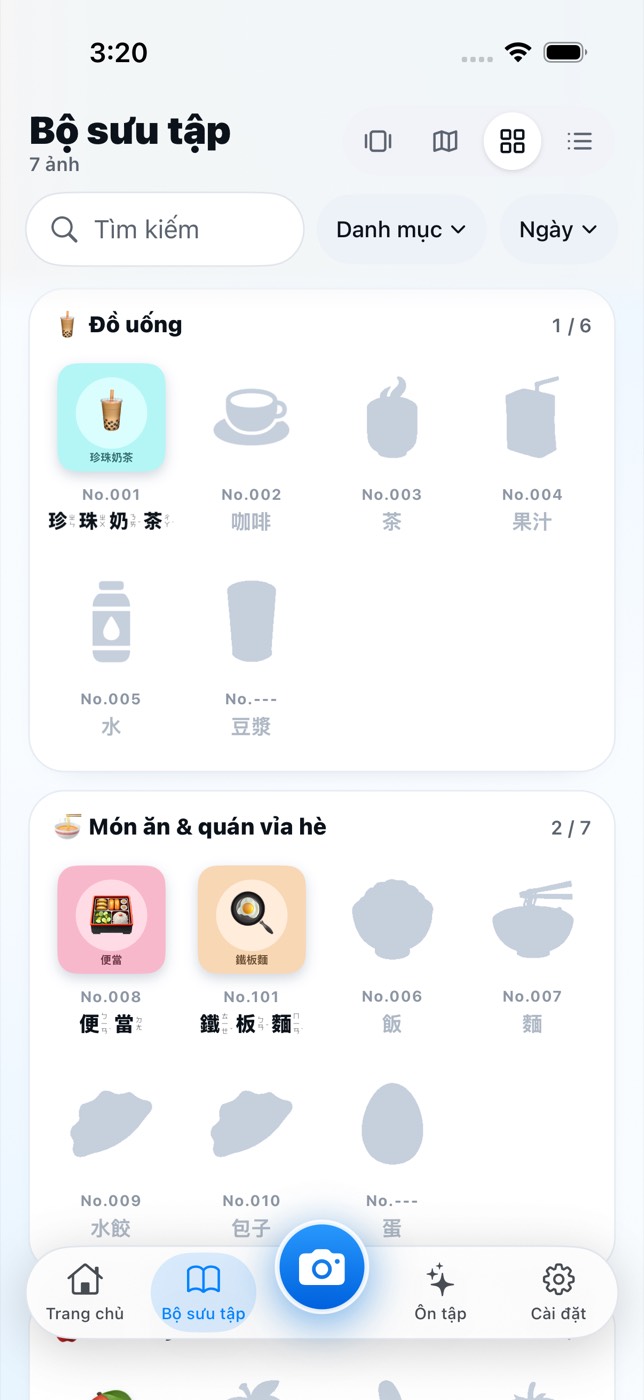 3:20
Bộ sưu tập
7 ảnh
Tìm kiếm
Danh mục
Ngày
Đồ uống
1 / 6
珍珠奶茶
No.001
No.002
No.003
No.004
珍珠奶茶
咖啡
茶
果汁
No.005
No.---
水
豆漿
Món ăn & quán vỉa hè
2 / 7
便當
鐵板麵
No.008
No.101
No.006
No.007
便當
鐵板麵
飯
麵
No.009
No.010
No.---
水餃
包子
蛋
Trang chủ
Bộ sưu tập
Ôn tập
Cài đặt